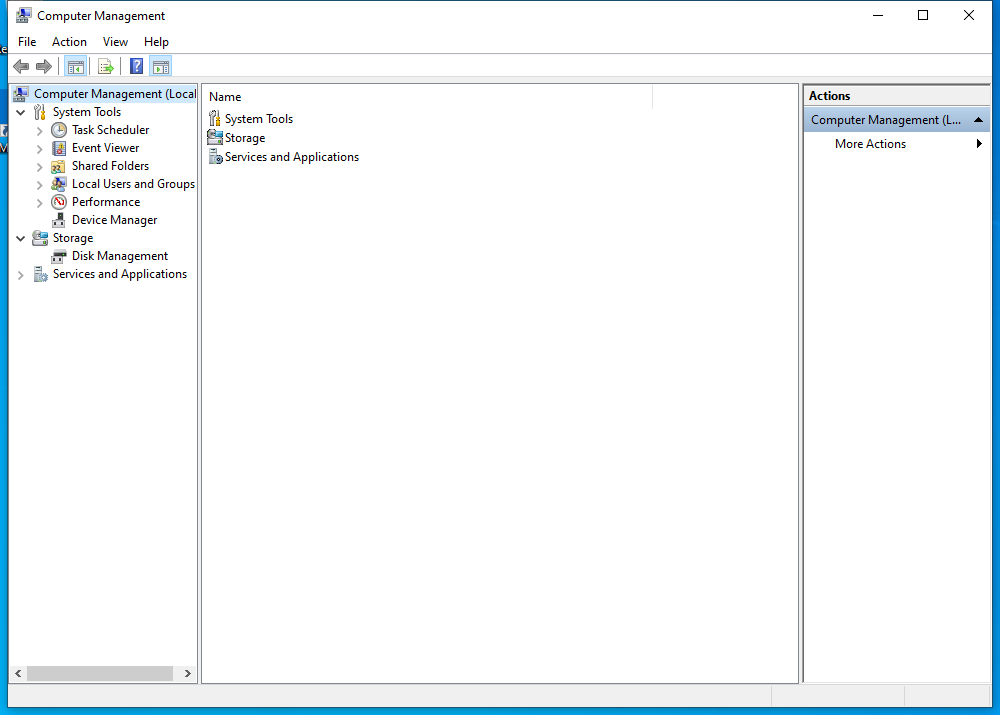 Computer Management
File Action View Help
Computer Management (Local
System Tools
Task Scheduler
Event Viewer
Shared Folders
Local Users and Groups
Performance
Device Manager
Storage
Disk Management
Services and Applications
Name
System Tools
Storage
Services and Applications
Actions
Computer Management (L...
More Actions